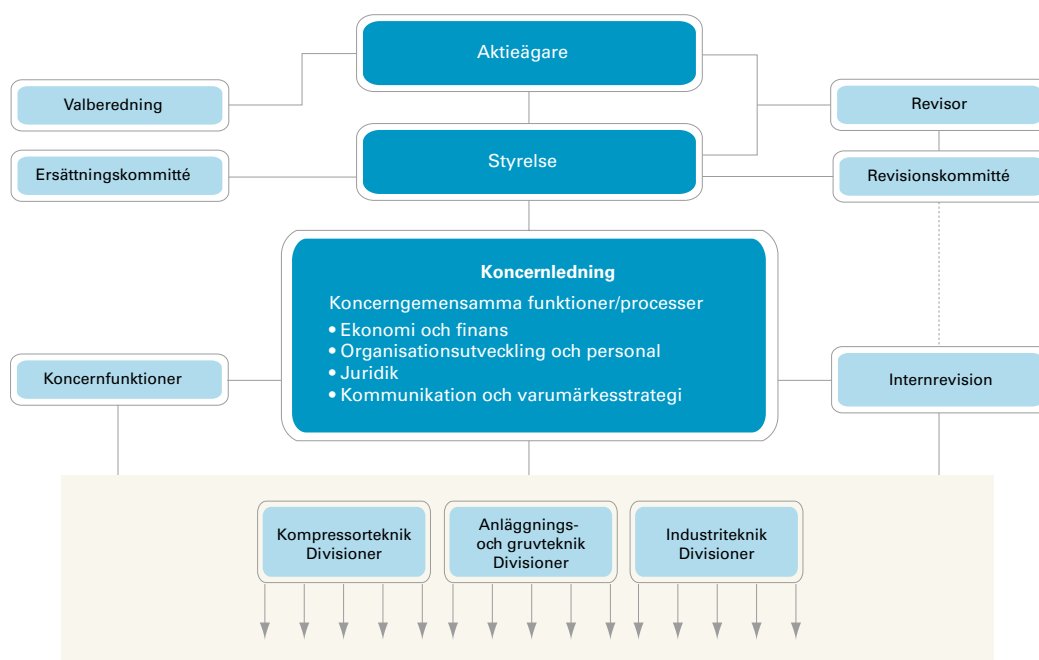 Aktieägare
Valberedning
Revisor
Styrelse
Ersättningskommitté
Revisionskommitté
Koncernledning
Koncerngemensamma funktioner/processer
• Ekonomi och finans
• Organisationsutveckling och personal
• Juridik
• Kommunikation och varumärkesstrategi
Koncernfunktioner
Internrevision
Kompressorteknik
Divisioner
Anläggnings-
och gruvteknik
Divisioner
Industriteknik
Divisioner